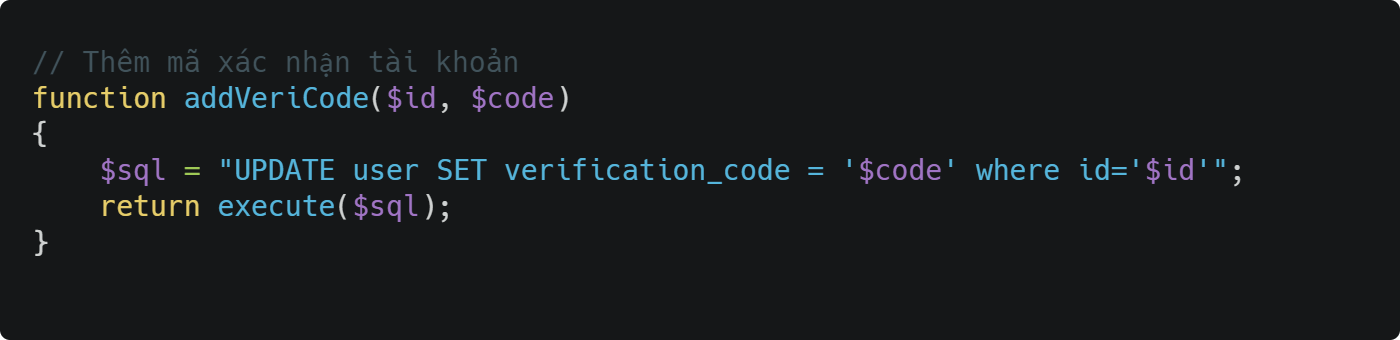 // Thêm mã xác nhận tài khoản
function addVeriCode($id, $code)
{
    $sql = "UPDATE user SET verification_code = '$code' where id='$id'";
    return execute($sql);
}